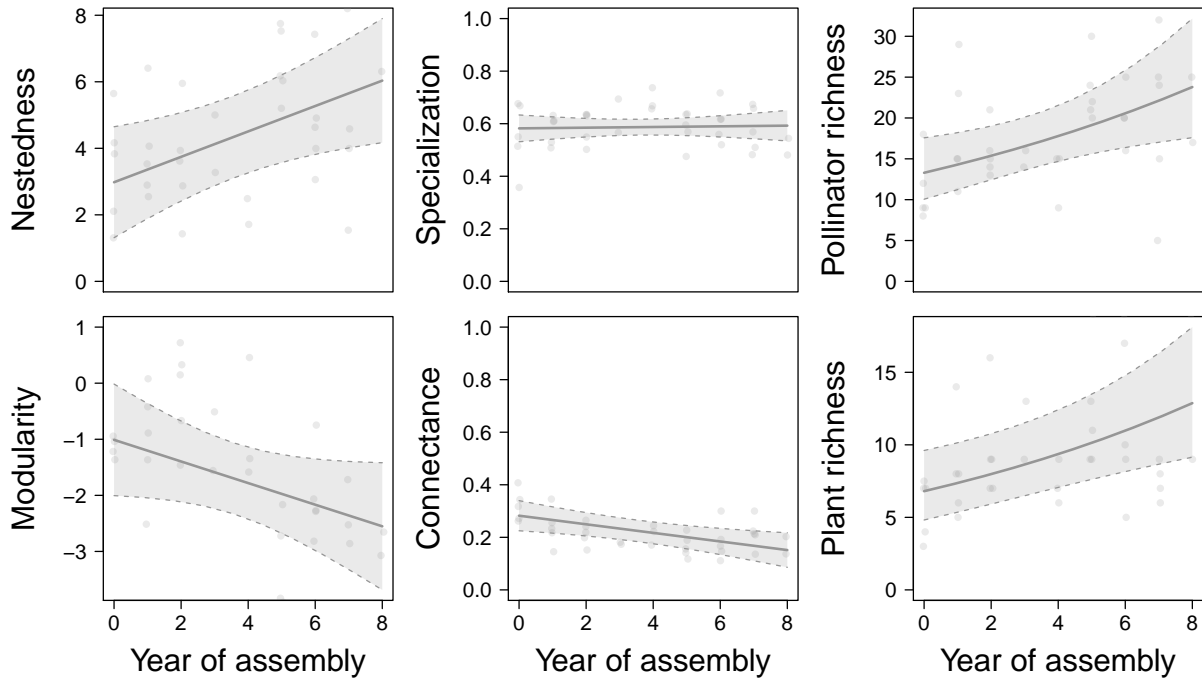 Nestedness
8
6
4
2
0
Specialization
1.0
0.8
0.6
0.4
0.2
0.0
Pollinator richness
30
25
20
15
10
5
0
Modularity
1
0
−1
−2
−3
0 2 4 6 8
Year of assembly
Connectance
1.0
0.8
0.6
0.4
0.2
0.0
0 2 4 6 8
Year of assembly
Plant richness
15
10
5
0
0 2 4 6 8
Year of assembly